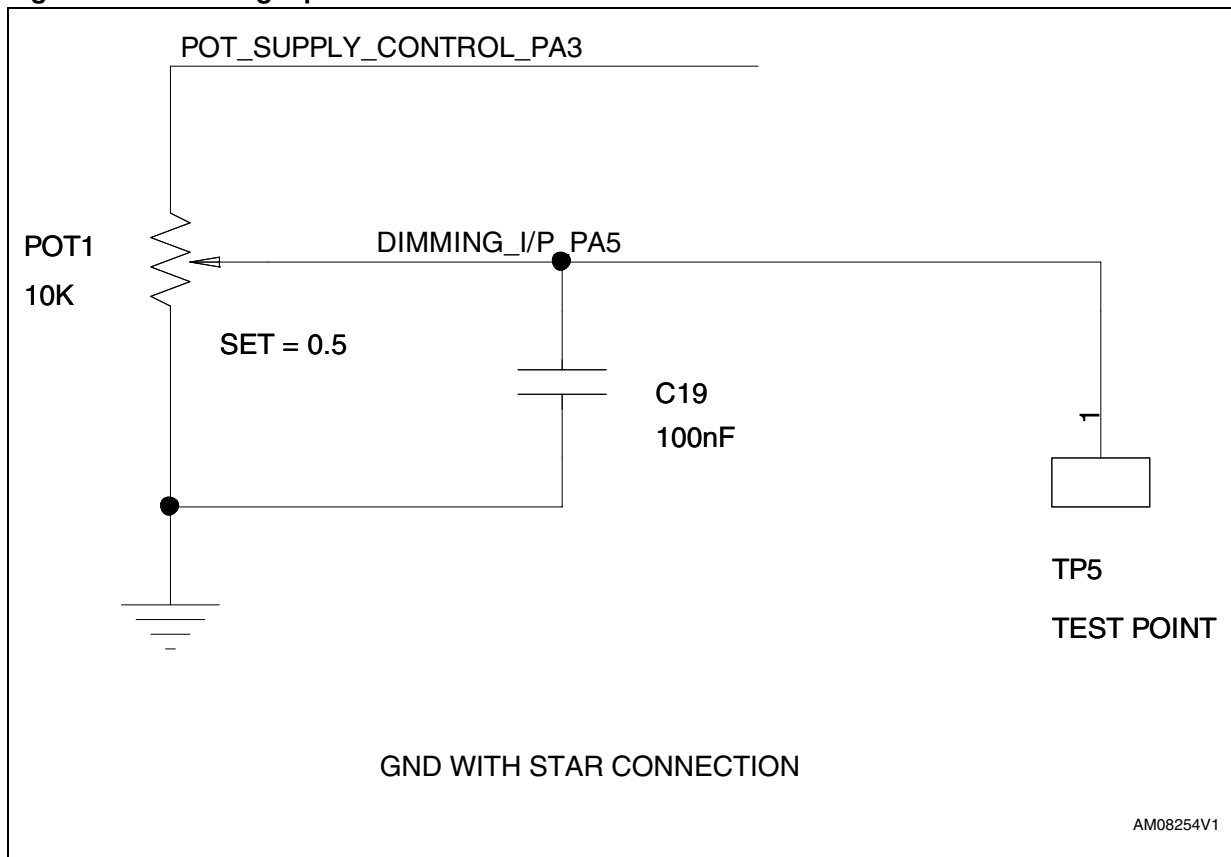 POT_SUPPLY_CONTROL_PA3
POT1
10K
DIMMING_I/P_PA5
SET = 0.5
C19
100nF
1
TP5
TEST POINT
GND WITH STAR CONNECTION
AM08254V1